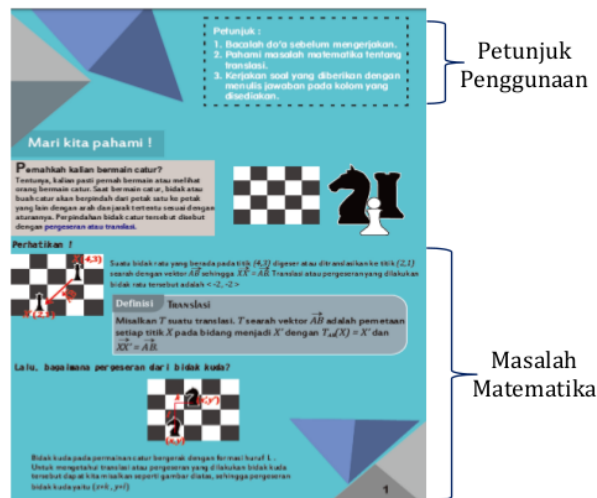 Petunjuk :
1. Bacalah do'a sebelum mengerjakan.
2. Pahami masalah matematika tentang
translasi.
3. Kerjakan soal yang diberikan dengan
menulis jawaban pada kolom yang
disediakan.
Petunjuk
Penggunaan
Mari kita pahami !
Pernahkah kalian bermain catur?
Tentunya, kalian pasti pernah bermain atau melihat
orang bermain catur. Saat bermain catur, bidak atau
buah catur akan berpindah dari petak satu ke petak
yang lain dengan arah dan jarak tertentu sesuai dengan
aturannya. Perpindahan bidak catur tersebut disebut
dengan pergeseran atau translasi.
Perhatikan !
Suatu bidak ratu yang berada pada titik (4,3) digeser atau ditranslasikan ke titik (2,1)
searah dengan vektor AB sehingga XX' = AB. Translasi atau pergeseran yang dilakukan
bidak ratu tersebut adalah < -2, -2 >
Definisi Translasi
Misalkan T suatu translasi. T searah vektor AB adalah pemetaan
setiap titik X pada bidang menjadi X' dengan T_AB(X) = X' dan
XX' = AB.
Masalah
Matematika
Lalu, bagaimana pergeseran dari bidak kuda?
(x,y)
Bidak kuda pada permainan catur bergerak dengan formasi huruf L .
Untuk mengetahui translasi atau pergeseran yang dilakukan bidak kuda
tersebut dapat kita misalkan seperti gambar diatas, sehingga pergeseran
bidak kuda yaitu (x+k , y+l)
1